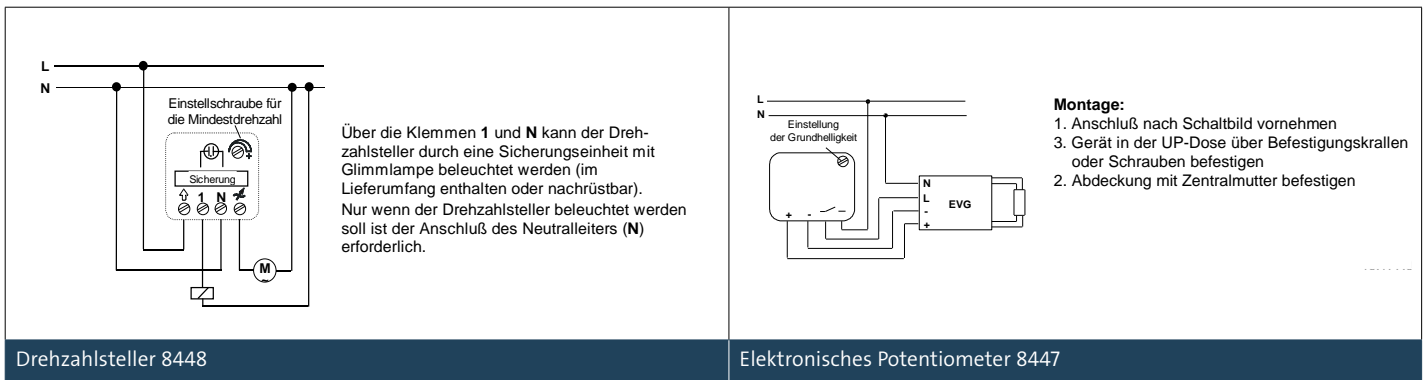 L
N
Einstellschraube für
die Mindestdrehzahl
+
Sicherung
1 N
M
~
Über die Klemmen 1 und N kann der Dreh-
zahlsteller durch eine Sicherungseinheit mit
Glimmlampe beleuchtet werden (im
Lieferumfang enthalten oder nachrüstbar).
Nur wenn der Drehzahlsteller beleuchtet werden
soll ist der Anschluß des Neutralleiters (N)
erforderlich.
Drehzahlsteller 8448
L
N
Einstellung
der Grundhelligkeit
+ -
N
L
-
+
EVG
Montage:
1. Anschluß nach Schaltbild vornehmen
3. Gerät in der UP-Dose über Befestigungskrallen
oder Schrauben befestigen
2. Abdeckung mit Zentralmutter befestigen
Elektronisches Potentiometer 8447